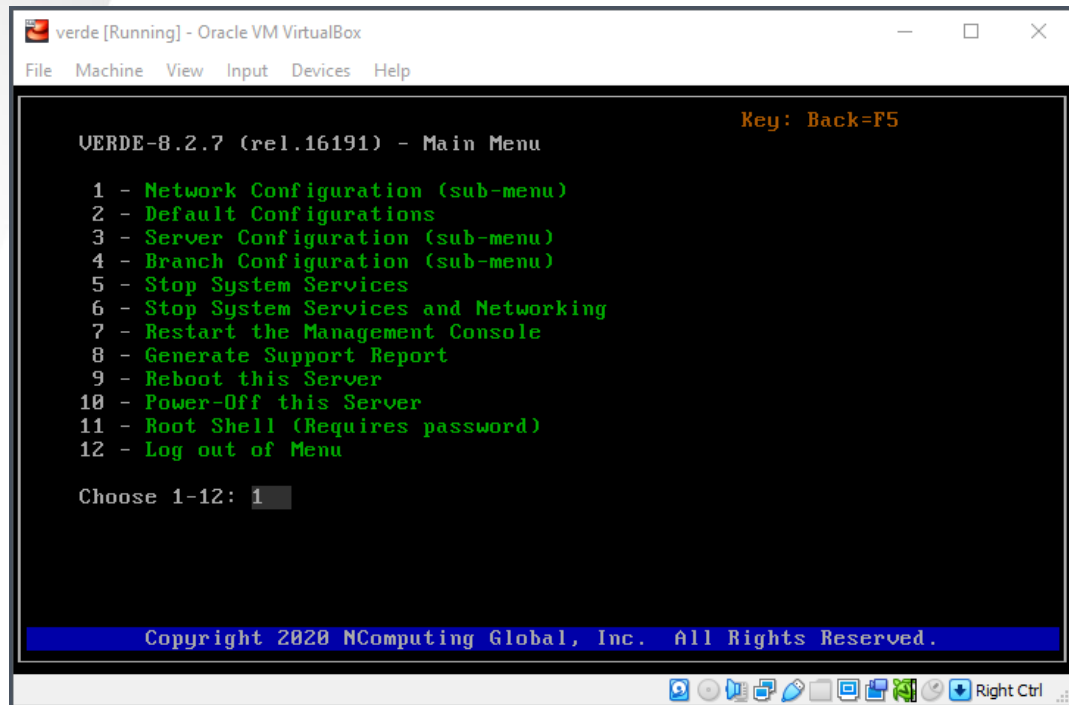 verde [Running] - Oracle VM VirtualBox
File Machine View Input Devices Help
Key: Back=F5
VERDE-8.2.7 (rel.16191) - Main Menu
1 - Network Configuration (sub-menu)
2 - Default Configurations
3 - Server Configuration (sub-menu)
4 - Branch Configuration (sub-menu)
5 - Stop System Services
6 - Stop System Services and Networking
7 - Restart the Management Console
8 - Generate Support Report
9 - Reboot this Server
10 - Power-Off this Server
11 - Root Shell (Requires password)
12 - Log out of Menu
Choose 1-12: 1
Copyright 2020 NComputing Global, Inc. All Rights Reserved.
Right Ctrl